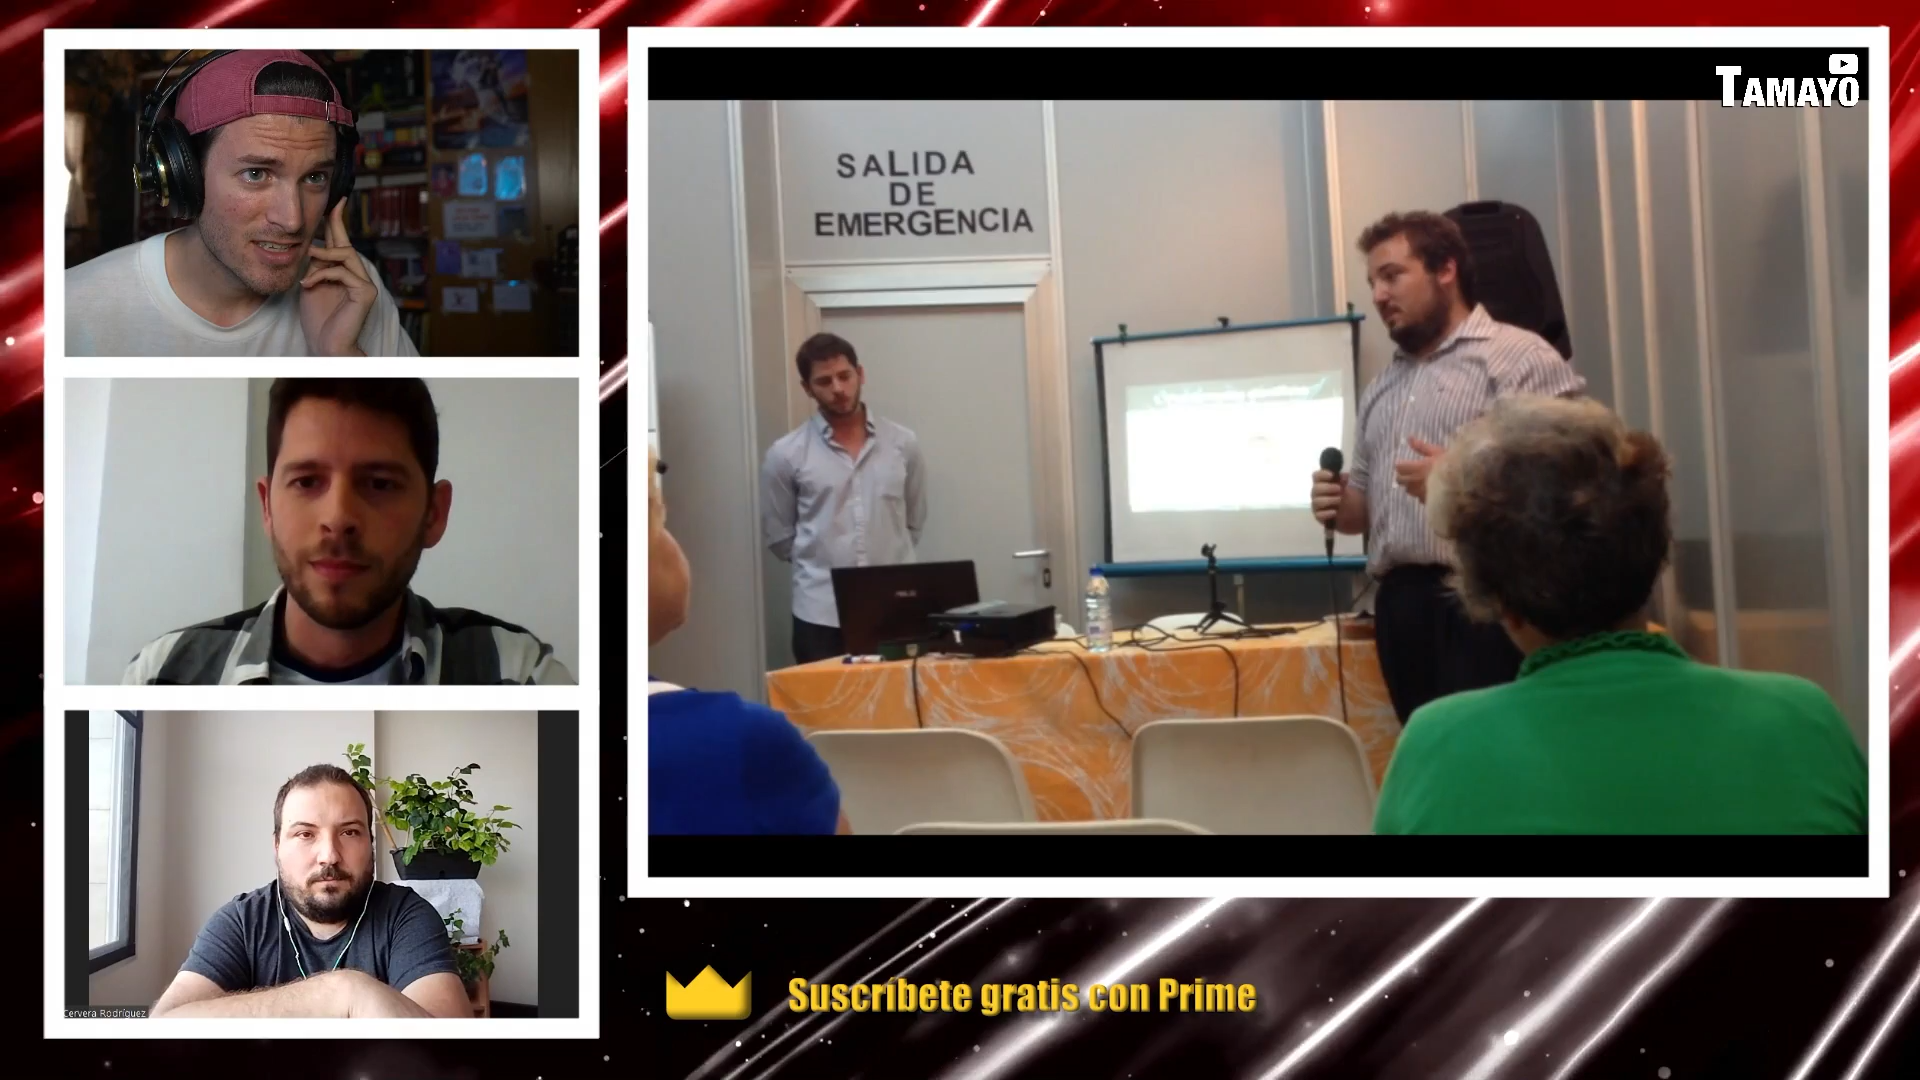 TAMAYO
SALIDA
DE
EMERGENCIA
Cervera Rodríguez
Suscríbete gratis con Prime